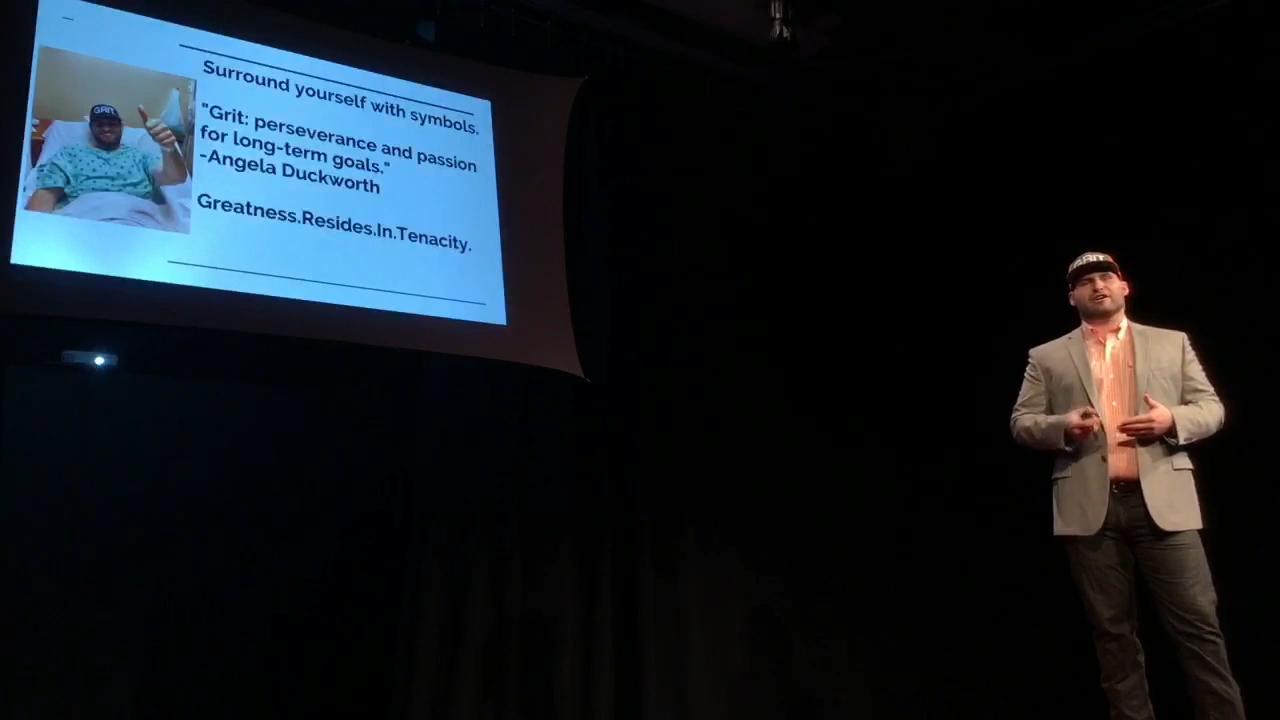 Surround yourself with symbols.
"Grit: perseverance and passion
for long-term goals."
-Angela Duckworth
Greatness.Resides.In.Tenacity.
GRIT
GRIT